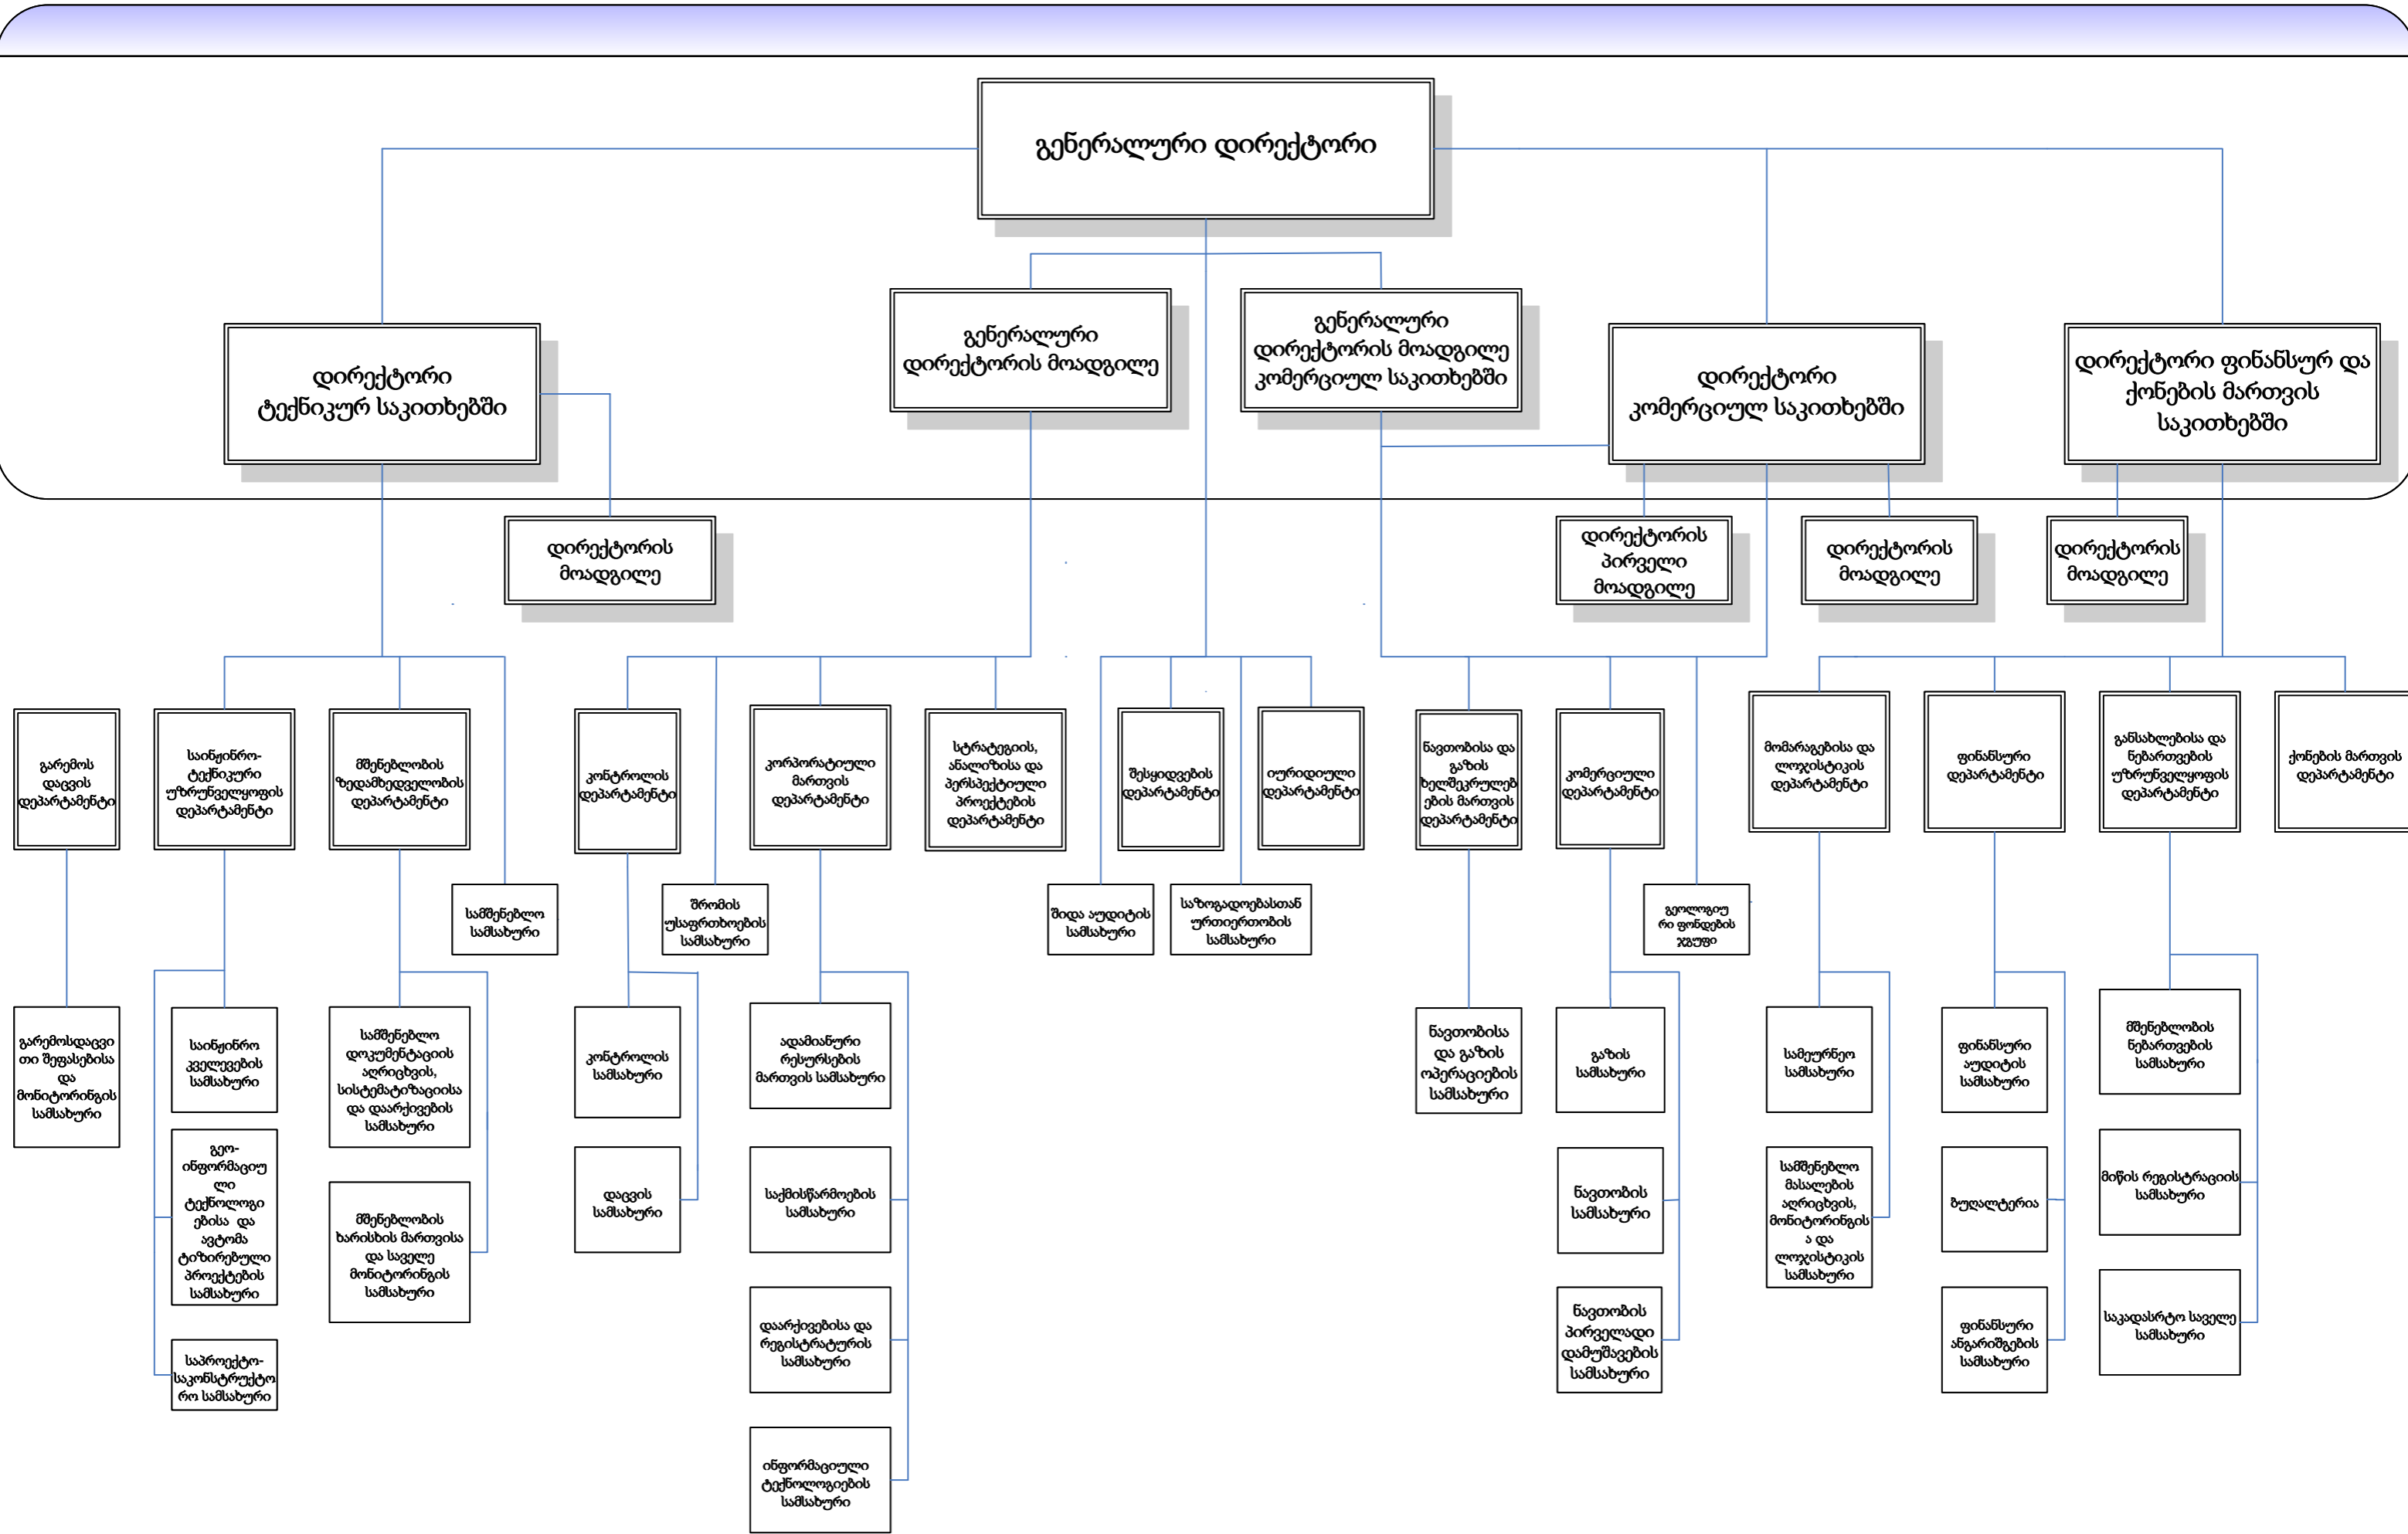 გენერალური დირექტორი
დირექტორი
ტექნიკურ საკითხებში
გენერალური
დირექტორის მოადგილე
გენერალური
დირექტორის მოადგილე
კომერციულ საკითხებში
დირექტორი
კომერციულ საკითხებში
დირექტორი ფინანსურ და
ქონების მართვის
საკითხებში
დირექტორის
მოადგილე
დირექტორის
პირველი
მოადგილე
დირექტორის
მოადგილე
დირექტორის
მოადგილე
გარემოს
დაცვის
დეპარტამენტი
საინჟინრო-
ტექნიკური
უზრუნველყოფის
დეპარტამენტი
მშენებლობის
ზედამხედველობის
დეპარტამენტი
კონტროლის
დეპარტამენტი
კორპორატიული
მართვის
დეპარტამენტი
სტრატეგიის,
ანალიზისა და
პერსპექტიული
პროექტების
დეპარტამენტი
შესყიდვების
დეპარტამენტი
იურიდიული
დეპარტამენტი
ნავთობისა და
გაზის
ხელშეკრულებ
ების მართვის
დეპარტამენტი
კომერციული
დეპარტამენტი
მომარაგებისა და
ლოჯისტიკის
დეპარტამენტი
ფინანსური
დეპარტამენტი
განსახლებისა და
ნებართვების
უზრუნველყოფის
დეპარტამენტი
ქონების მართვის
დეპარტამენტი
სამშენებლო
სამსახური
შრომის
უსაფრთხოების
სამსახური
შიდა აუდიტის
სამსახური
საზოგადოებასთან
ურთიერთობის
სამსახური
გეოლოგიუ
რი ფონდების
ჯგუფი
გარემოსდაცვი
თი შეფასებისა
და
მონიტორინგის
სამსახური
საინჟინრო
კვლევების
სამსახური
სამშენებლო
დოკუმენტაციის
აღრიცხვის,
სისტემატიზაციისა
და დაარქივების
სამსახური
კონტროლის
სამსახური
ადამიანური
რესურსების
მართვის სამსახური
ნავთობისა
და გაზის
ოპერაციების
სამსახური
გაზის
სამსახური
სამეურნეო
სამსახური
ფინანსური
აუდიტის
სამსახური
მშენებლობის
ნებართვების
სამსახური
გეო-
ინფორმაციუ
ლი
ტექნოლოგი
ებისა და
ავტომა
ტიზირებული
პროექტების
სამსახური
მშენებლობის
ხარისხის მართვისა
და საველე
მონიტორინგის
სამსახური
დაცვის
სამსახური
საქმისწარმოების
სამსახური
ნავთობის
სამსახური
სამშენებლო
მასალების
აღრიცხვის,
მონიტორინგის
ა და
ლოჯისტიკის
სამსახური
ბუღალტერია
მიწის რეგისტრაციის
სამსახური
საპროექტო-
საკონსტრუქტო
რო სამსახური
დაარქივებისა და
რეგისტრატურის
სამსახური
ნავთობის
პირველადი
დამუშავების
სამსახური
ფინანსური
ანგარიშგების
სამსახური
საკადასრტო საველე
სამსახური
ინფორმაციული
ტექნოლოგიების
სამსახური